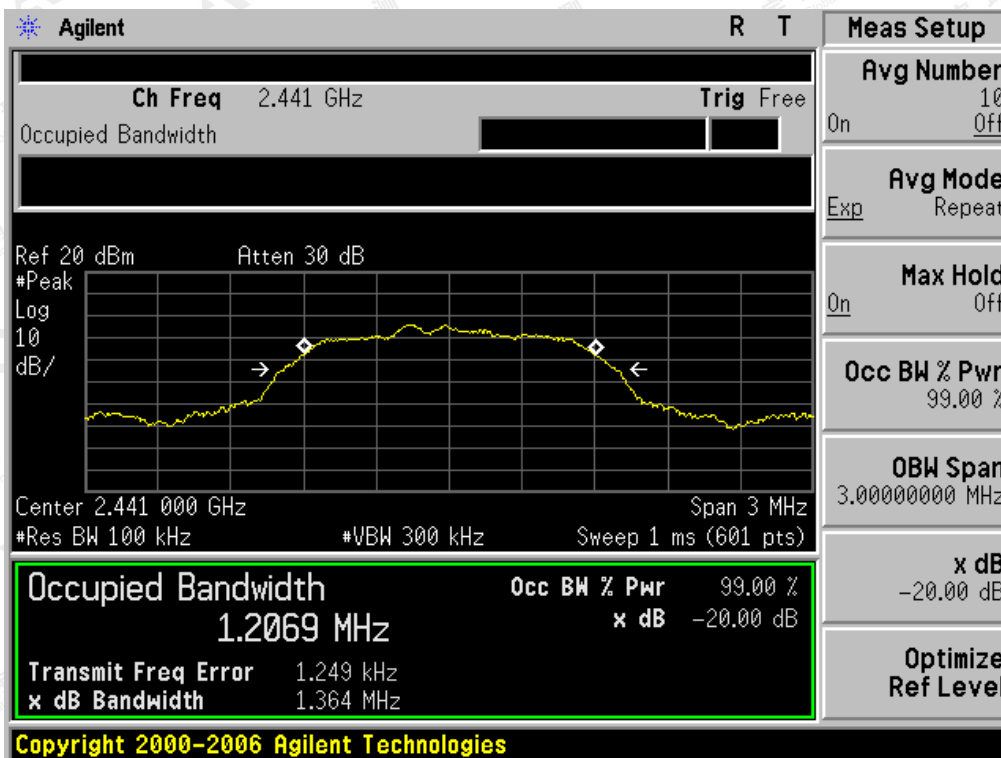 Agilent R T
Ch Freq 2.441 GHz Trig Free
Occupied Bandwidth
Ref 20 dBm Atten 30 dB
#Peak
Log
10
dB/
Center 2.441 000 GHz Span 3 MHz
#Res BW 100 kHz #VBW 300 kHz Sweep 1 ms (601 pts)
Occupied Bandwidth
1.2069 MHz
Occ BW % Pwr 99.00 %
x dB -20.00 dB
Transmit Freq Error 1.249 kHz
x dB Bandwidth 1.364 MHz
Copyright 2000-2006 Agilent Technologies
Meas Setup
Avg Number
10
On Off
Avg Mode
Exp Repeat
Max Hold
On Off
Occ BW % Pwr
99.00 %
OBW Span
3.00000000 MHz
x dB
-20.00 dB
Optimize
Ref Level